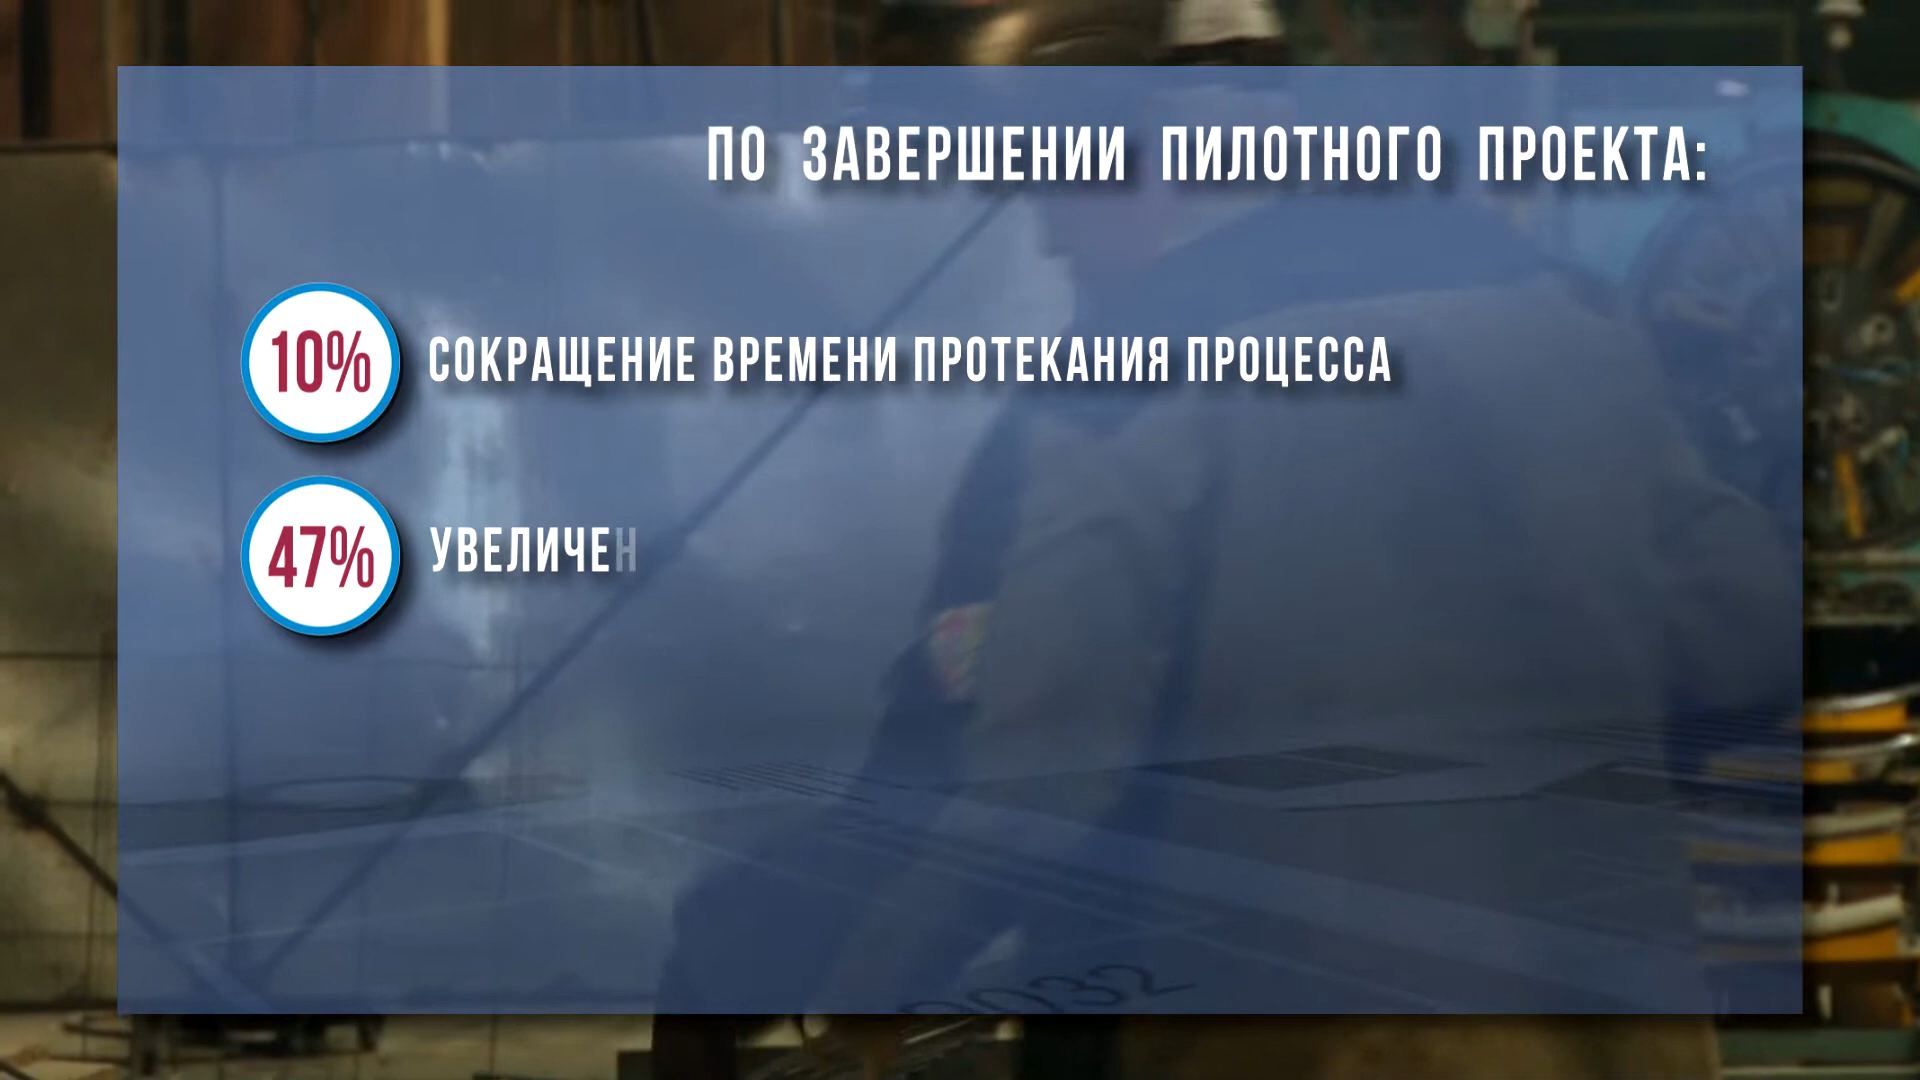 ПО ЗАВЕРШЕНИИ ПИЛОТНОГО ПРОЕКТА:
10% СОКРАЩЕНИЕ ВРЕМЕНИ ПРОТЕКАНИЯ ПРОЦЕССА
47% УВЕЛИЧЕН